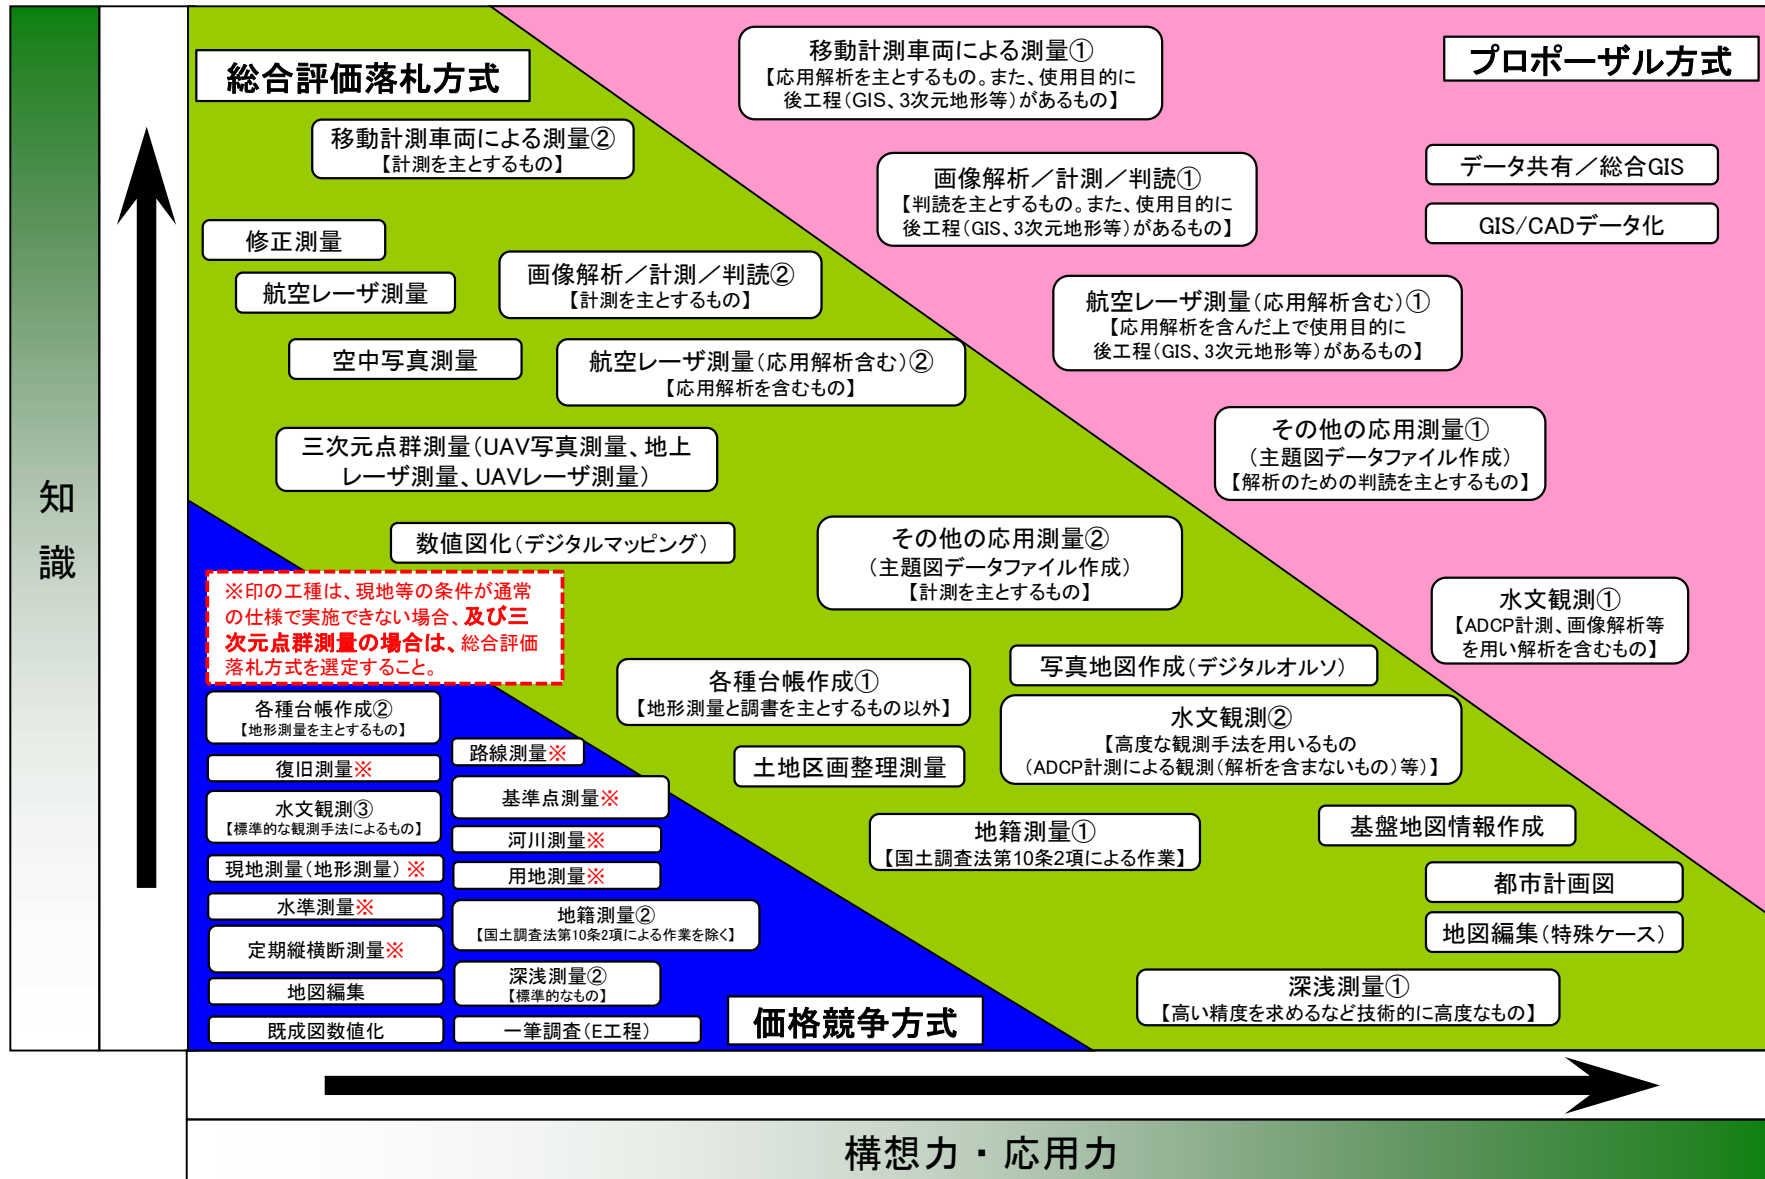 総合評価落札方式
プロポーザル方式
移動計測車両による測量①
【応用解析を主とするもの。また、使用目的に
後工程(GIS、3次元地形等)があるもの】
移動計測車両による測量②
【計測を主とするもの】
画像解析／計測／判読①
【判読を主とするもの。また、使用目的に
後工程(GIS、3次元地形等)があるもの】
データ共有／総合GIS
GIS/CADデータ化
修正測量
航空レーザ測量
画像解析／計測／判読②
【計測を主とするもの】
航空レーザ測量(応用解析含む)①
【応用解析を含んだ上で使用目的に
後工程(GIS、3次元地形等)があるもの】
空中写真測量
航空レーザ測量(応用解析含む)②
【応用解析を含むもの】
三次元点群測量(UAV写真測量、地上
レーザ測量、UAVレーザ測量)
その他の応用測量①
(主題図データファイル作成)
【解析のための判読を主とするもの】
知
識
数値図化(デジタルマッピング)
その他の応用測量②
(主題図データファイル作成)
【計測を主とするもの】
※印の工種は、現地等の条件が通常
の仕様で実施できない場合、及び三
次元点群測量の場合は、総合評価
落札方式を選定すること。
水文観測①
【ADCP計測、画像解析等
を用い解析を含むもの】
各種台帳作成①
【地形測量と調書を主とするもの以外】
写真地図作成(デジタルオルソ)
水文観測②
【高度な観測手法を用いるもの
(ADCP計測による観測(解析を含まないもの)等)】
土地区画整理測量
地籍測量①
【国土調査法第10条2項による作業】
基盤地図情報作成
都市計画図
地図編集(特殊ケース)
深浅測量①
【高い精度を求めるなど技術的に高度なもの】
各種台帳作成②
【地形測量を主とするもの】
復旧測量※
水文観測③
【標準的な観測手法によるもの】
現地測量(地形測量)※
水準測量※
定期縦横断測量※
地図編集
既成図数値化
路線測量※
基準点測量※
河川測量※
用地測量※
地籍測量②
【国土調査法第10条2項による作業を除く】
深浅測量②
【標準的なもの】
一筆調査(E工程)
価格競争方式
構想力・応用力